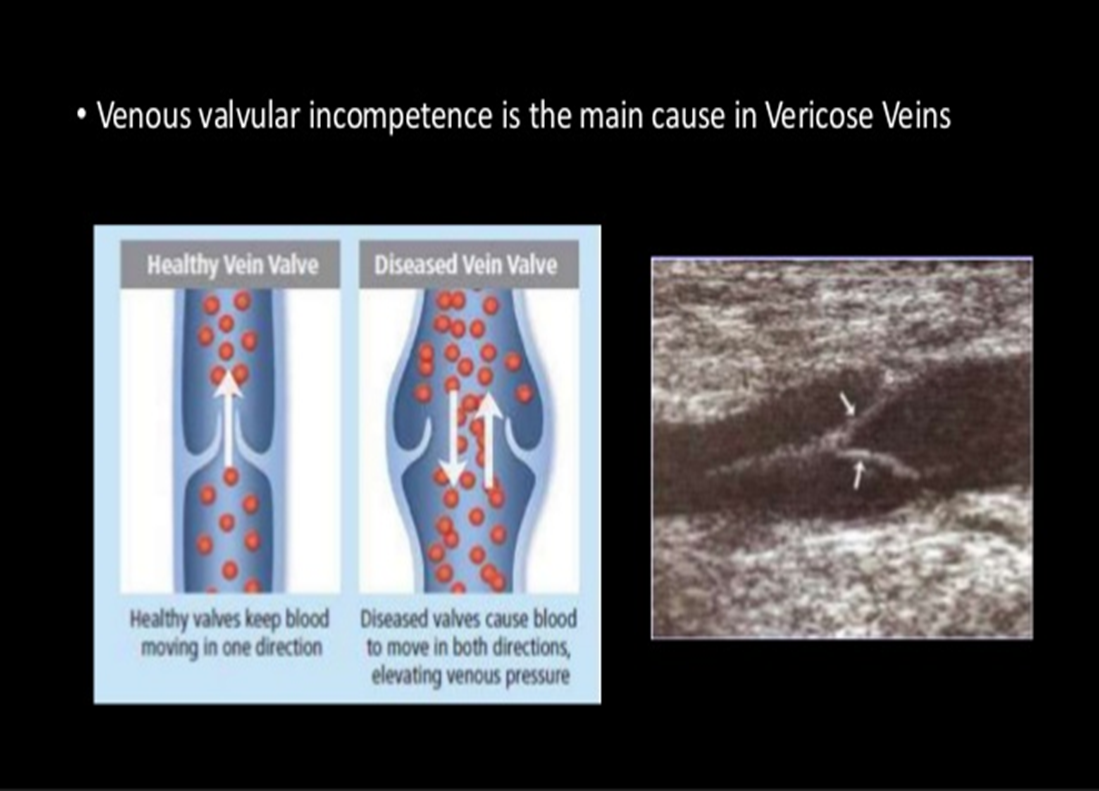 • Venous valvular incompetence is the main cause in Vericose Veins
Healthy Vein Valve
Healthy valves keep blood
moving in one direction
Diseased Vein Valve
Diseased valves cause blood
to move in both directions,
elevating venous pressure